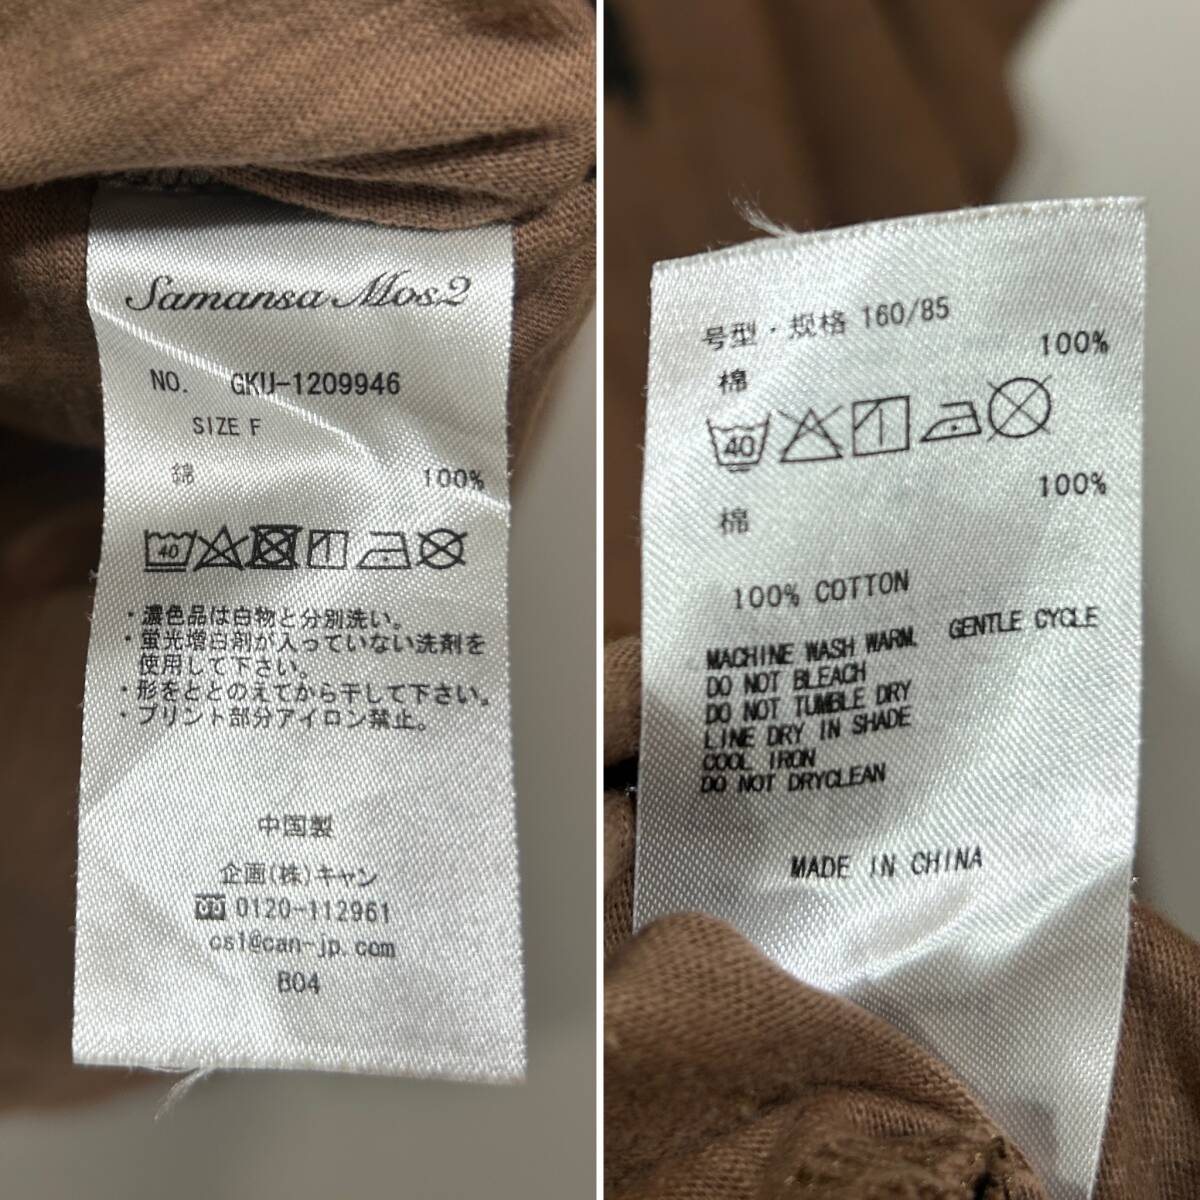 Samansa Mos2
NO. GKU-1209946
SIZE F
綿 100%
40
・濃色品は白物と分別洗い。
・蛍光増白剤が入っていない洗剤を
使用して下さい。
・形をととのえてから干して下さい。
・プリント部分アイロン禁止。
中国製
企画(株)キャン
0120-112961
cs1@can-jp.com
B04
号型・规格 160/85
棉 100%
40
棉 100%
100% COTTON
MACHINE WASH WARM. GENTLE CYCLE
DO NOT BLEACH
DO NOT TUMBLE DRY
LINE DRY IN SHADE
COOL IRON
DO NOT DRYCLEAN
MADE IN CHINA